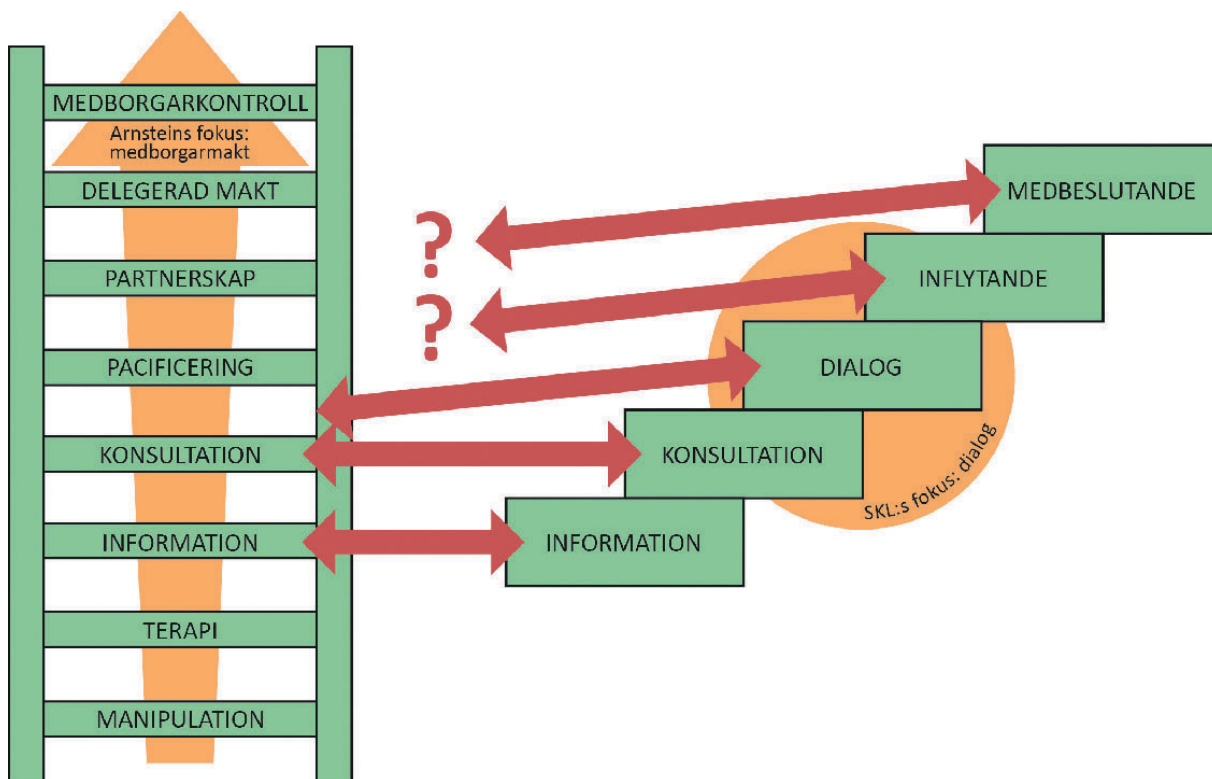 MEDBORGARKONTROLL
Arnsteins fokus:
medborgarmakt
DELEGERAD MAKT
PARTNERSKAP
PACIFICERING
KONSULTATION
INFORMATION
TERAPI
MANIPULATION
?
?
MEDBESLUTANDE
INFLYTANDE
DIALOG
KONSULTATION
INFORMATION
SKL:s fokus: dialog